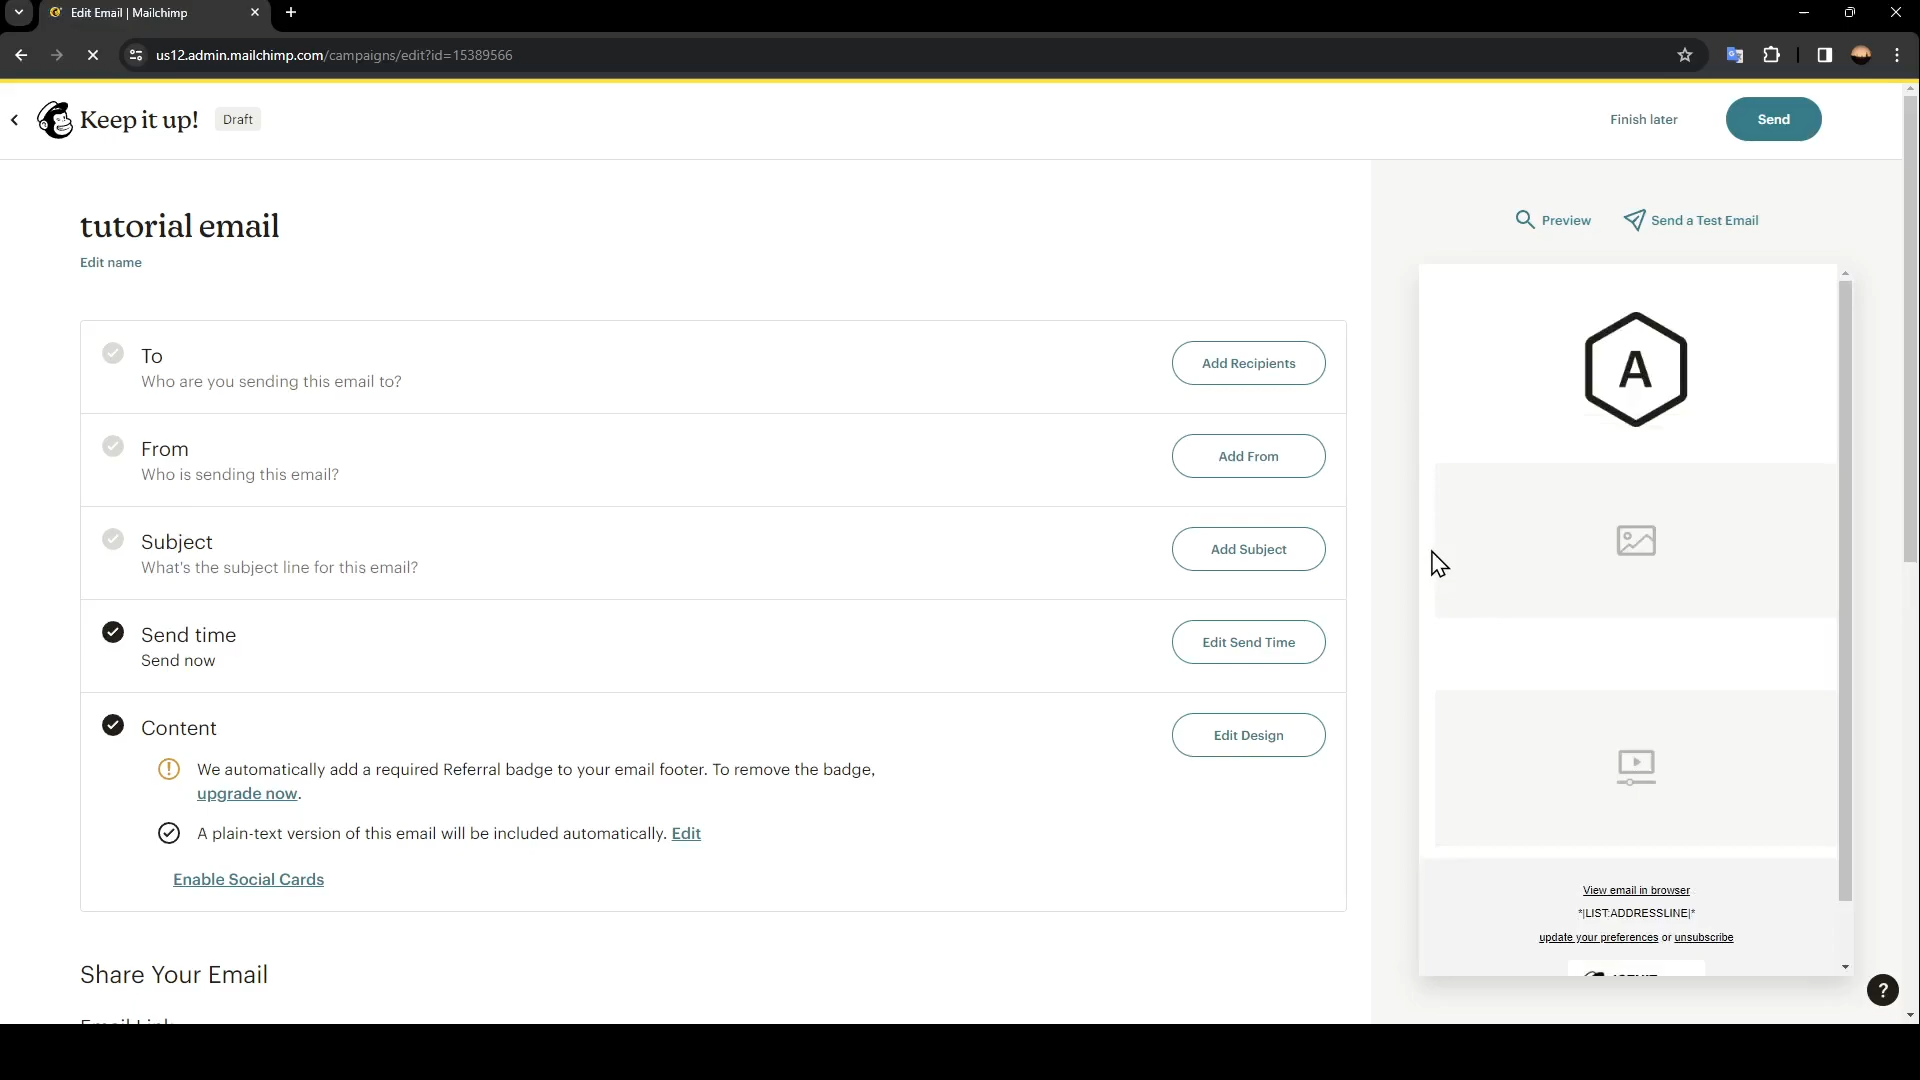 Edit Email | Mailchimp
us12.admin.mailchimp.com/campaigns/edit?id=15389566
Keep it up!
Draft
Finish later
Send
tutorial email
Edit name
Preview
Send a Test Email
To
Who are you sending this email to?
Add Recipients
From
Who is sending this email?
Add From
Subject
What's the subject line for this email?
Add Subject
Send time
Send now
Edit Send Time
Content
Edit Design
We automatically add a required Referral badge to your email footer. To remove the badge,
upgrade now.
A plain-text version of this email will be included automatically. Edit
Enable Social Cards
Share Your Email
A
View email in browser
*|LIST:ADDRESSLINE|*
update your preferences or unsubscribe
?